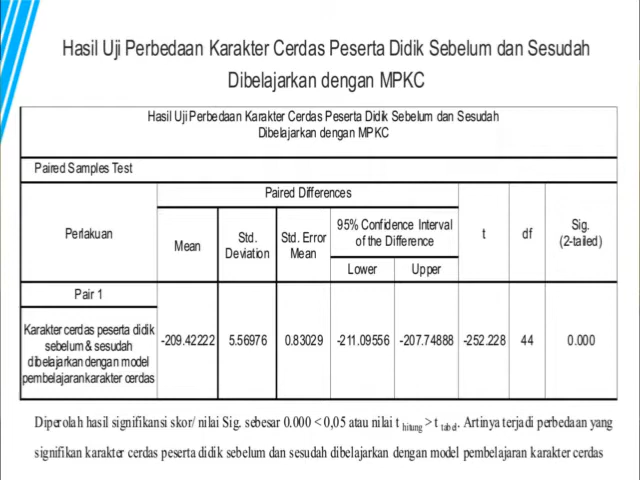 Hasil Uji Perbedaan Karakter Cerdas Peserta Didik Sebelum dan Sesudah
Dibelajarkan dengan MPKC
Hasil Uji Perbedaan Karakter Cerdas Peserta Didik Sebelum dan Sesudah
Dibelajarkan dengan MPKC
Paired Samples Test
Perlakuan
Paired Differences
t
df
Sig.
(2-tailed)
Mean
Std.
Deviation
Std. Error
Mean
95% Confidence Interval
of the Difference
Lower
Upper
Pair 1
Karakter cerdas peserta didik
sebelum & sesudah
dibelajarkan dengan model
pembelajaran karakter cerdas
-209.42222
5.56976
0.83029
-211.09556
-207.74888
-252.228
44
0.000
Diperolah hasil signifikansi skor/ nilai Sig. sebesar 0.000 < 0,05 atau nilai t hitung > t tabel. Artinya terjadi perbedaan yang
signifikan karakter cerdas peserta didik sebelum dan sesudah dibelajarkan dengan model pembelajaran karakter cerdas